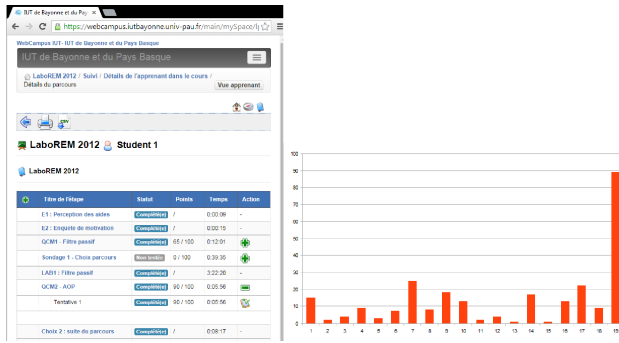 IUT de Bayonne et du Pay
https://webcampus.iutbayonne.univ-pau.fr/main/mySpace/l
WebCampus IUT- IUT de Bayonne et du Pays Basque
IUT de Bayonne et du Pays Basque
LaboREM 2012 / Suivi / Détails de l'apprenant dans le cours /
Détails du parcours
Vue apprenant
CSV
LaboREM 2012 Student 1
LaboREM 2012
Titre de l'étape Statut Points Temps Action
E1 : Perception des aides Complété(e) / 0:00:09 -
E2 : Enquete de motivation Complété(e) / 0:00:19 -
QCM1 - Filtre passif Complété(e) 65 / 100 0:12:01
Sondage 1 - Choix parcours Non tentée 0 / 100 0:39:35
LAB1 : Filtre passif Complété(e) / 3:22:26 -
QCM2 - AOP Complété(e) 90 / 100 0:05:56
Tentative 1 Complété(e) 90 / 100 0:05:56
Choix 2 : suite du parcours Complété(e) / 0:08:17 -
100
90
80
70
60
50
40
30
20
10
0
1 2 3 4 5 6 7 8 9 10 11 12 13 14 15 16 17 18 19